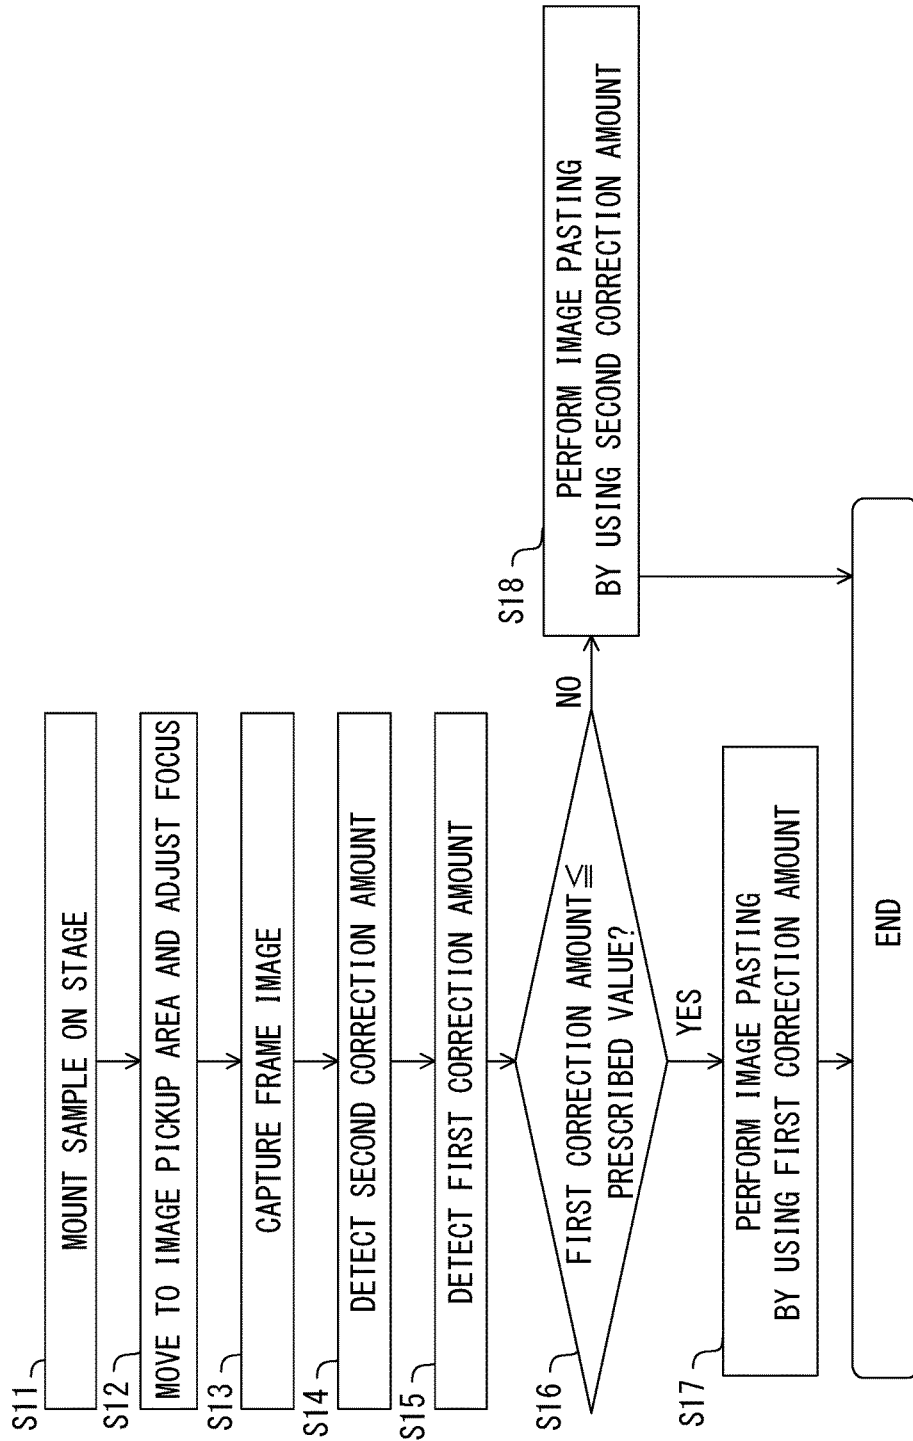 S11
MOUNT SAMPLE ON STAGE
S12
MOVE TO IMAGE PICKUP AREA AND ADJUST FOCUS
S13
CAPTURE FRAME IMAGE
S14
DETECT SECOND CORRECTION AMOUNT
S15
DETECT FIRST CORRECTION AMOUNT
S16
FIRST CORRECTION AMOUNT≦
PRESCRIBED VALUE?
NO
S18
PERFORM IMAGE PASTING
BY USING SECOND CORRECTION AMOUNT
YES
S17
PERFORM IMAGE PASTING
BY USING FIRST CORRECTION AMOUNT
END